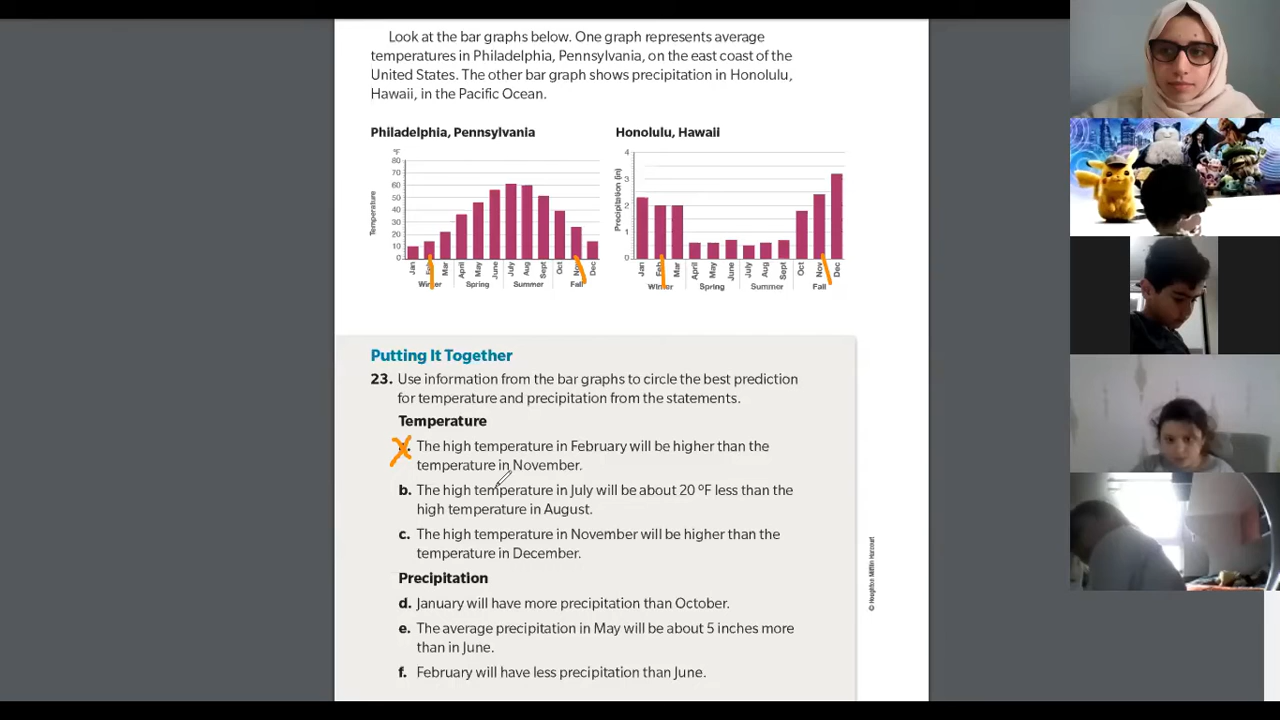 Look at the bar graphs below. One graph represents average
temperatures in Philadelphia, Pennsylvania, on the east coast of the
United States. The other bar graph shows precipitation in Honolulu,
Hawaii, in the Pacific Ocean.
Philadelphia, Pennsylvania
°F
80
70
60
50
40
30
20
10
0
Temperature
Jan
Feb
Mar
April
May
June
July
Aug
Sept
Oct
Nov
Dec
Winter
Spring
Summer
Fall
Honolulu, Hawaii
4
3
2
1
0
Precipitation (in)
Jan
Feb
Mar
April
May
June
July
Aug
Sept
Oct
Nov
Dec
Winter
Spring
Summer
Fall
Putting It Together
23. Use information from the bar graphs to circle the best prediction
for temperature and precipitation from the statements.
Temperature
The high temperature in February will be higher than the
temperature in November.
b. The high temperature in July will be about 20 °F less than the
high temperature in August.
c. The high temperature in November will be higher than the
temperature in December.
Precipitation
d. January will have more precipitation than October.
e. The average precipitation in May will be about 5 inches more
than in June.
f. February will have less precipitation than June.
© Houghton Mifflin Harcourt